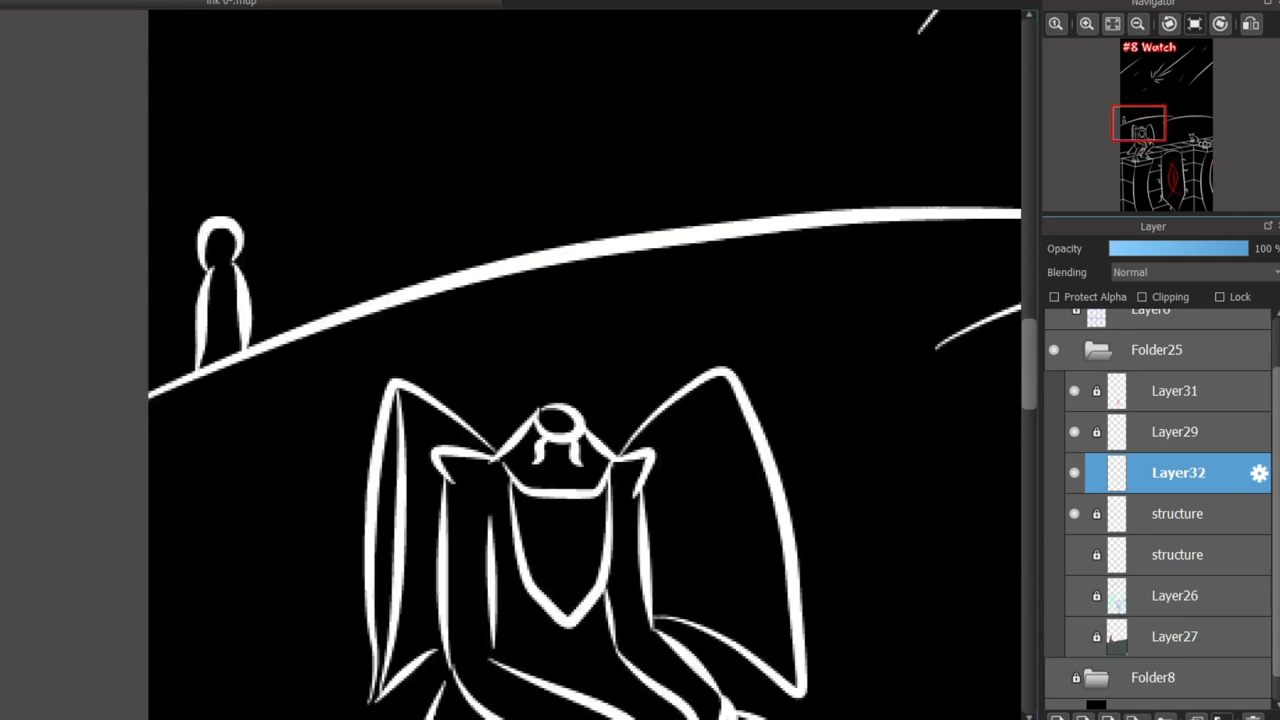 Navigator
#8 Watch
Layer
Opacity 100 %
Blending Normal
Protect Alpha Clipping Lock
Layer6
Folder25
Layer31
Layer29
Layer32
structure
structure
Layer26
Layer27
Folder8